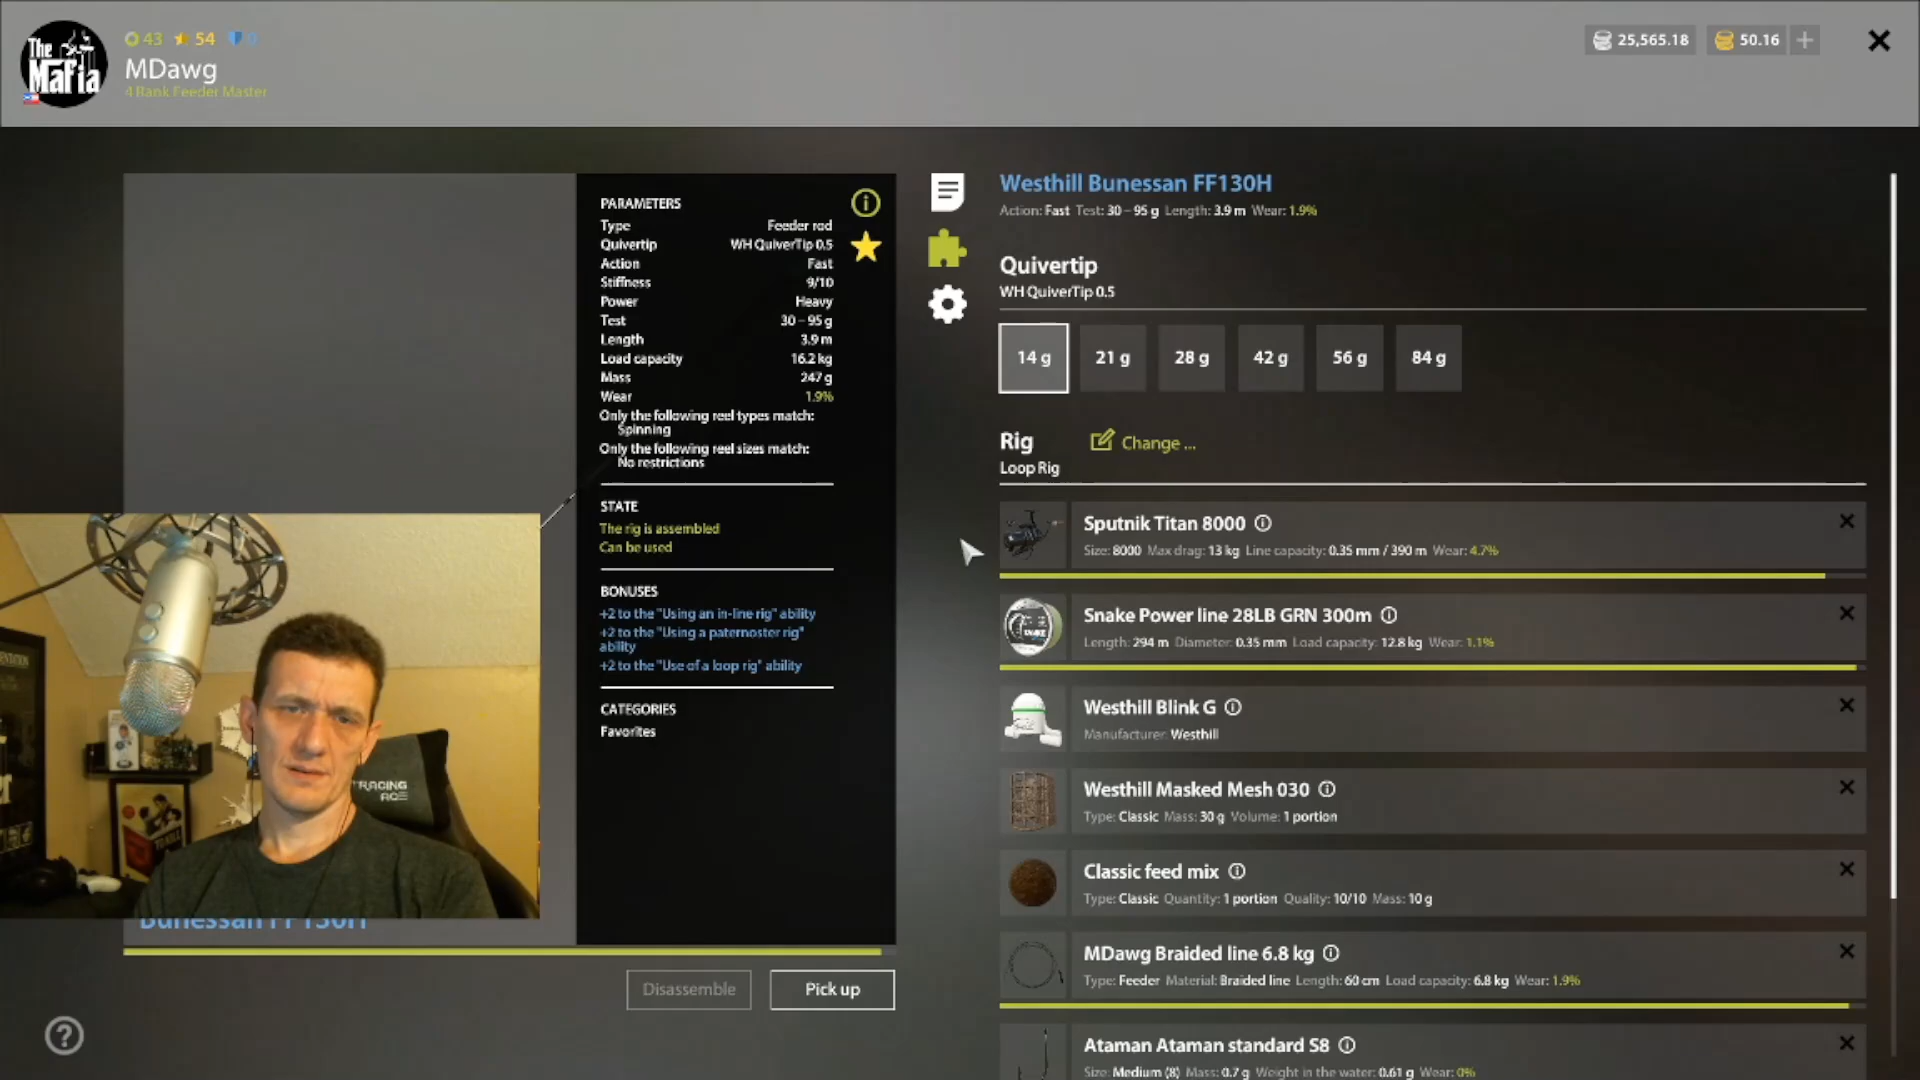 The Mafia
43 54 0
MDawg
4 Rank Feeder Master
25,565.18 50.16
PARAMETERS
Type Feeder rod
Quivertip WH QuiverTip 0.5
Action Fast
Stiffness 9/10
Power Heavy
Test 30 – 95 g
Length 3.9 m
Load capacity 16.2 kg
Mass 247 g
Wear 1.9%
Only the following reel types match:
Spinning
Only the following reel sizes match:
No restrictions
STATE
The rig is assembled
Can be used
BONUSES
+2 to the "Using an in-line rig" ability
+2 to the "Using a paternoster rig"
ability
+2 to the "Use of a loop rig" ability
CATEGORIES
Favorites
Bunessan FF130H
Disassemble
Pick up
Westhill Bunessan FF130H
Action: Fast Test: 30 – 95 g Length: 3.9 m Wear: 1.9%
Quivertip
WH QuiverTip 0.5
14 g 21 g 28 g 42 g 56 g 84 g
Rig Change ...
Loop Rig
Sputnik Titan 8000
Size: 8000 Max drag: 13 kg Line capacity: 0.35 mm / 390 m Wear: 4.7%
Snake Power line 28LB GRN 300m
Length: 294 m Diameter: 0.35 mm Load capacity: 12.8 kg Wear: 1.1%
Westhill Blink G
Manufacturer: Westhill
Westhill Masked Mesh 030
Type: Classic Mass: 30 g Volume: 1 portion
Classic feed mix
Type: Classic Quantity: 1 portion Quality: 10/10 Mass: 10 g
MDawg Braided line 6.8 kg
Type: Feeder Material: Braided line Length: 60 cm Load capacity: 6.8 kg Wear: 1.9%
Ataman Ataman standard S8
Size: Medium (8) Mass: 0.7 g Weight in the water: 0.61 g Wear: 0%